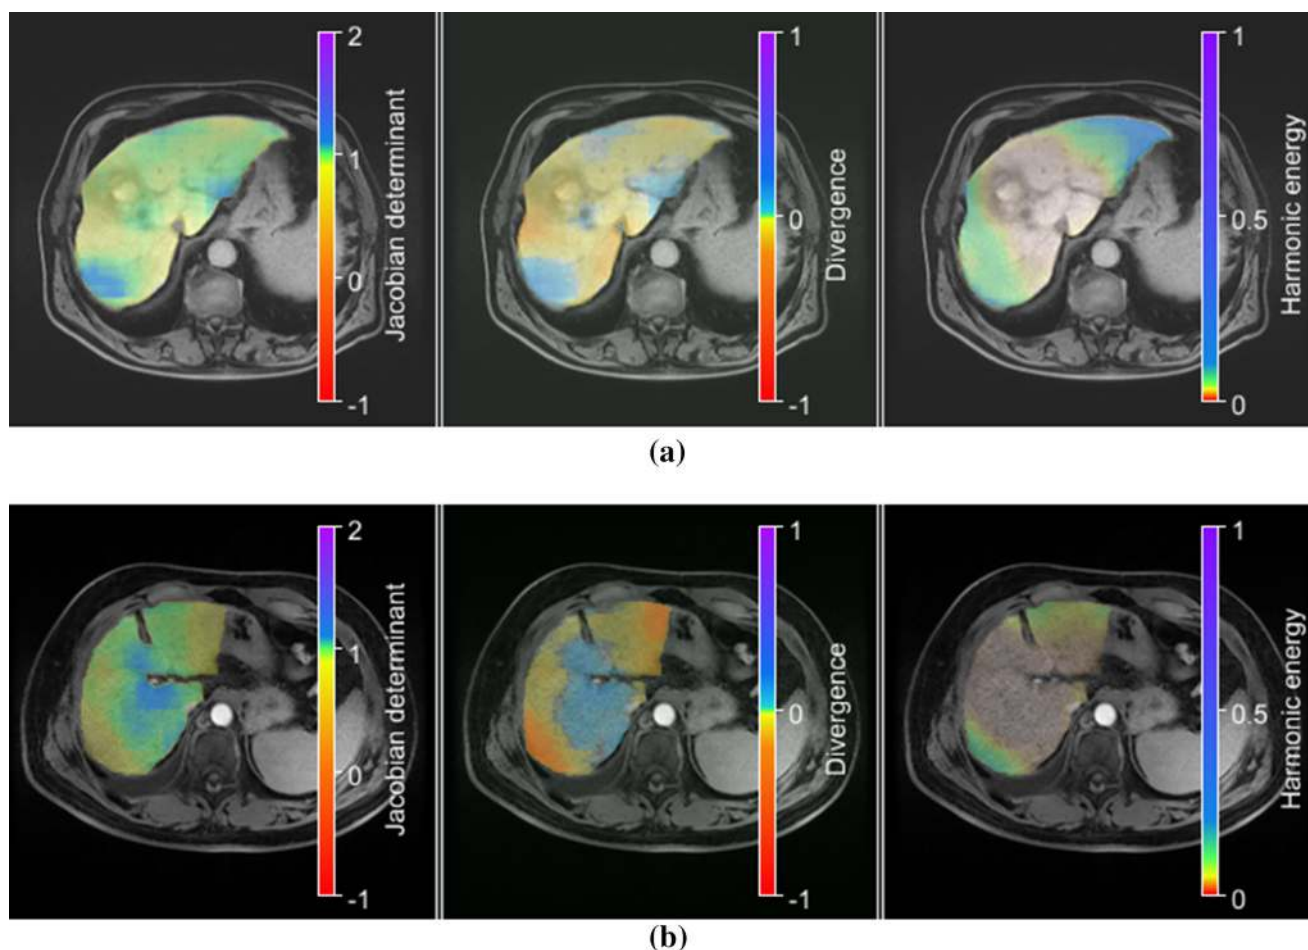 2
1
0
-1
Jacobian determinant
1
0
-1
Divergence
1
0.5
0
Harmonic energy
(a)
2
1
0
-1
Jacobian determinant
1
0
-1
Divergence
1
0.5
0
Harmonic energy
(b)